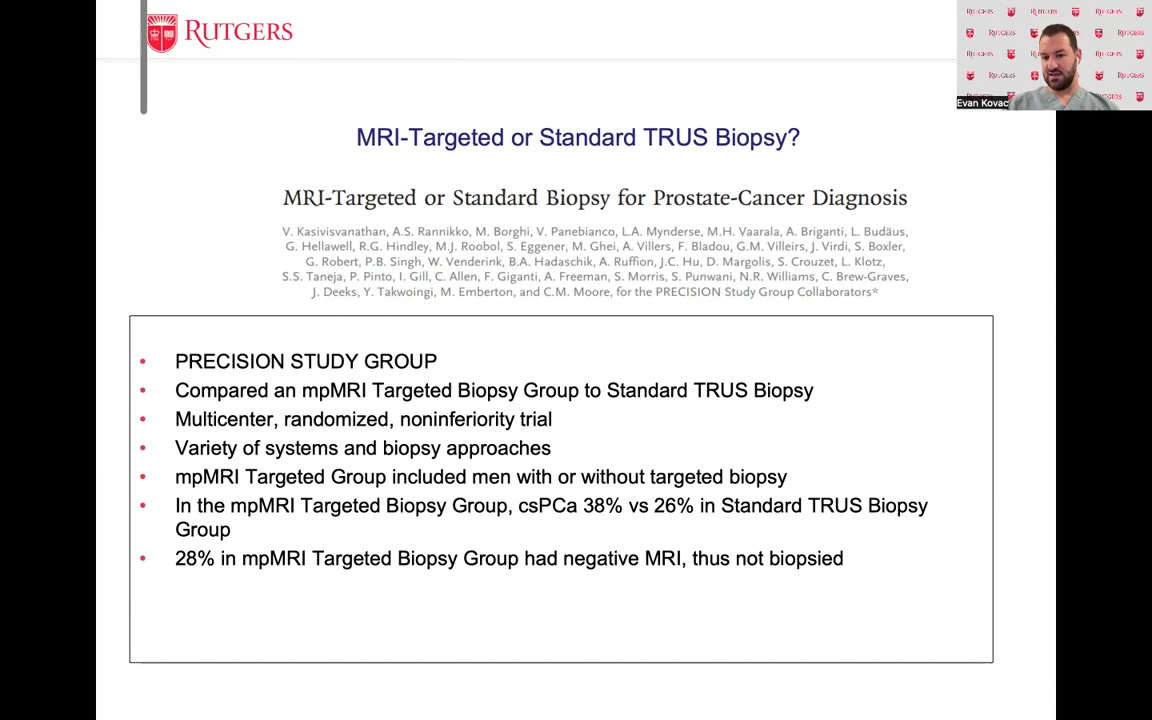 RUTGERS
Evan Kovac
MRI-Targeted or Standard TRUS Biopsy?
MRI-Targeted or Standard Biopsy for Prostate-Cancer Diagnosis
V. Kasivisvanathan, A.S. Rannikko, M. Borghi, V. Panebianco, L.A. Mynderse, M.H. Vaarala, A. Briganti, L. Budäus,
G. Hellawell, R.G. Hindley, M.J. Roobol, S. Eggener, M. Ghei, A. Villers, F. Bladou, G.M. Villeirs, J. Virdi, S. Boxler,
G. Robert, P.B. Singh, W. Venderink, B.A. Hadaschik, A. Ruffion, J.C. Hu, D. Margolis, S. Crouzet, L. Klotz,
S.S. Taneja, P. Pinto, I. Gill, C. Allen, F. Giganti, A. Freeman, S. Morris, S. Punwani, N.R. Williams, C. Brew-Graves,
J. Deeks, Y. Takwoingi, M. Emberton, and C.M. Moore, for the PRECISION Study Group Collaborators*
• PRECISION STUDY GROUP
• Compared an mpMRI Targeted Biopsy Group to Standard TRUS Biopsy
• Multicenter, randomized, noninferiority trial
• Variety of systems and biopsy approaches
• mpMRI Targeted Group included men with or without targeted biopsy
• In the mpMRI Targeted Biopsy Group, csPCa 38% vs 26% in Standard TRUS Biopsy
Group
• 28% in mpMRI Targeted Biopsy Group had negative MRI, thus not biopsied